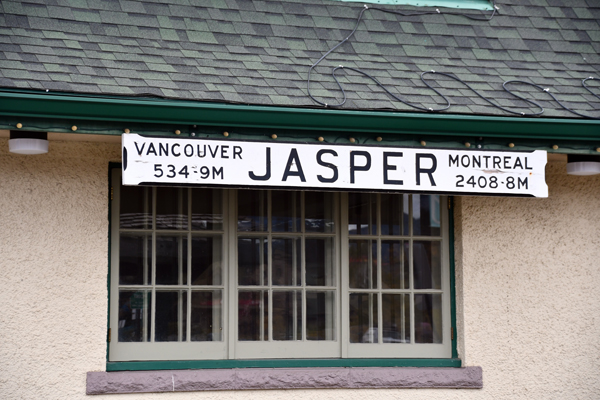 VANCOUVER
534·9M
JASPER
MONTREAL
2408·8M